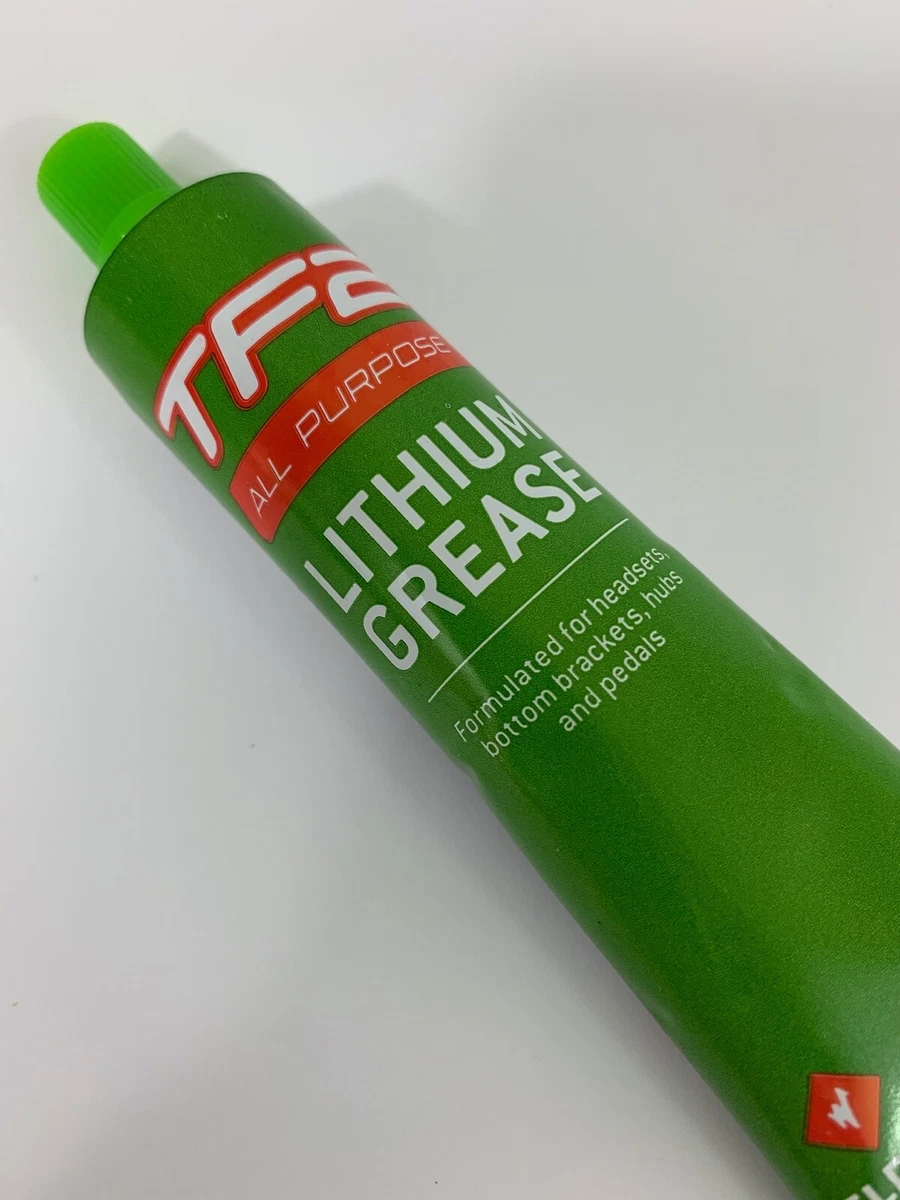 TF2
ALL PURPOSE
LITHIUM
GREASE
Formulated for headsets,
bottom brackets, hubs
and pedals